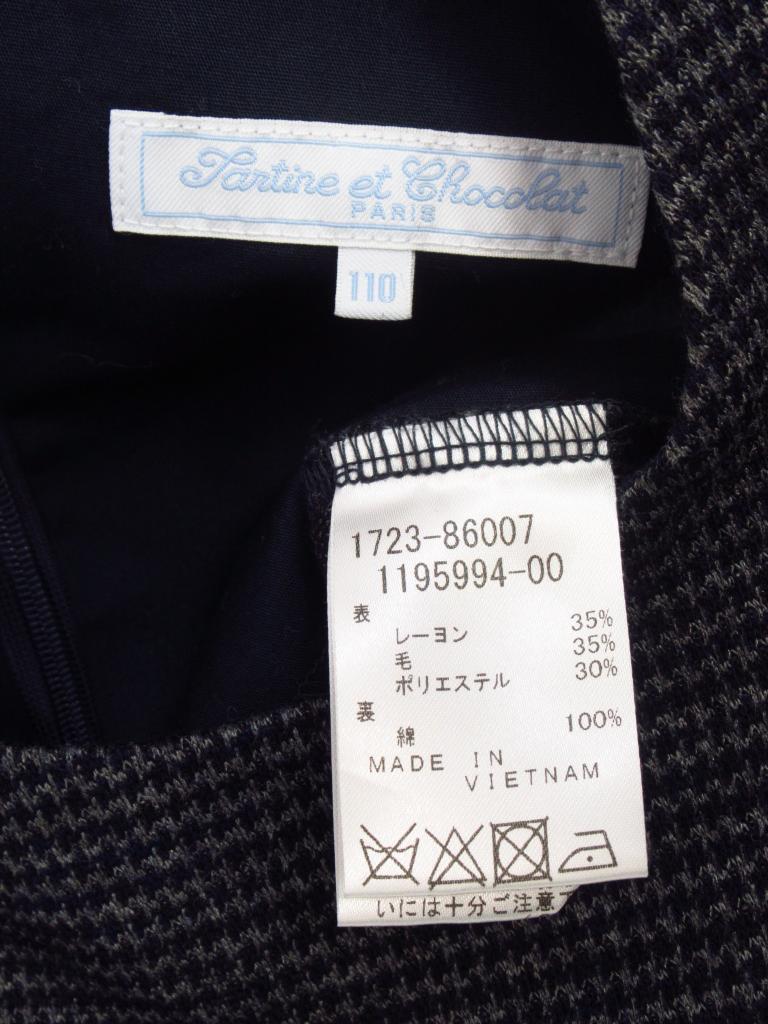 Tartine et Chocolat
PARIS
110
1723-86007
1195994-00
表
レーヨン 35%
毛 35%
ポリエステル 30%
裏
綿 100%
MADE IN
VIETNAM
いには十分ご注意